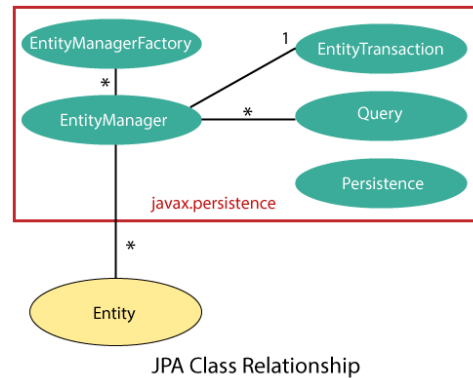 EntityManagerFactory
1
EntityTransaction
*
EntityManager
*
Query
Persistence
javax.persistence
*
Entity
JPA Class Relationship